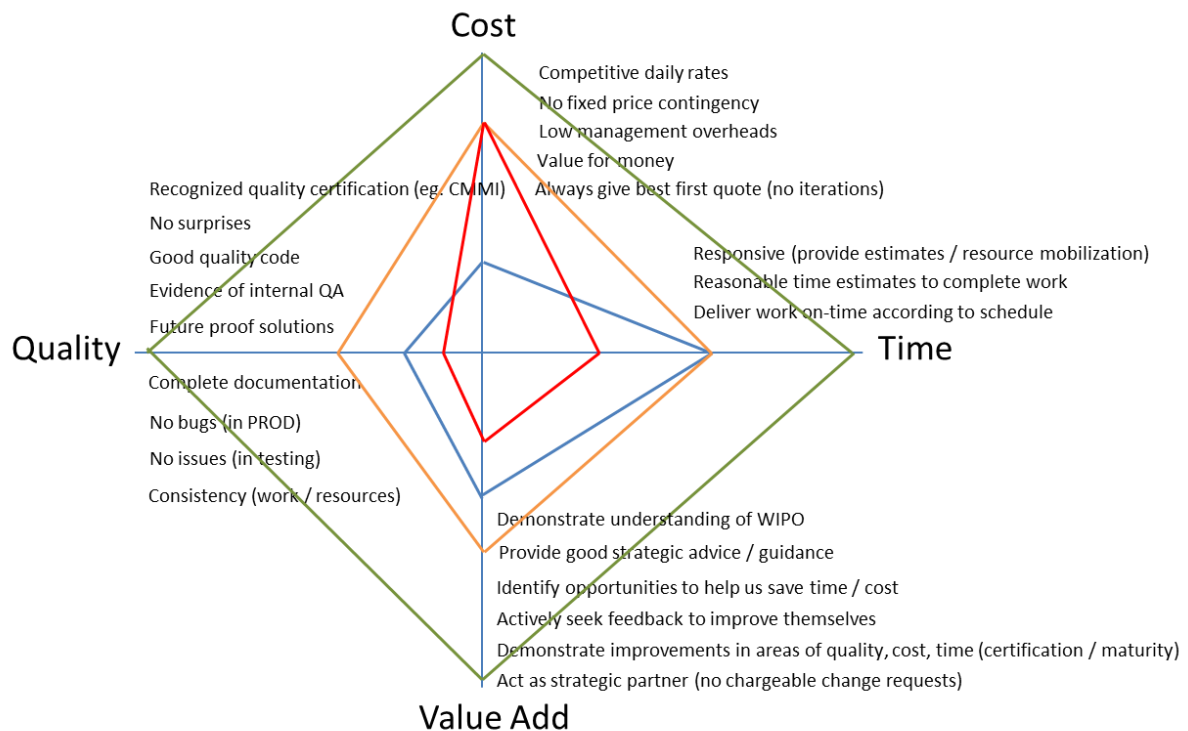 Cost
Competitive daily rates
No fixed price contingency
Low management overheads
Value for money
Always give best first quote (no iterations)
Recognized quality certification (eg. CMMI)
No surprises
Good quality code
Evidence of internal QA
Future proof solutions
Responsive (provide estimates / resource mobilization)
Reasonable time estimates to complete work
Deliver work on-time according to schedule
Quality
Time
Complete documentation
No bugs (in PROD)
No issues (in testing)
Consistency (work / resources)
Demonstrate understanding of WIPO
Provide good strategic advice / guidance
Identify opportunities to help us save time / cost
Actively seek feedback to improve themselves
Demonstrate improvements in areas of quality, cost, time (certification / maturity)
Act as strategic partner (no chargeable change requests)
Value Add